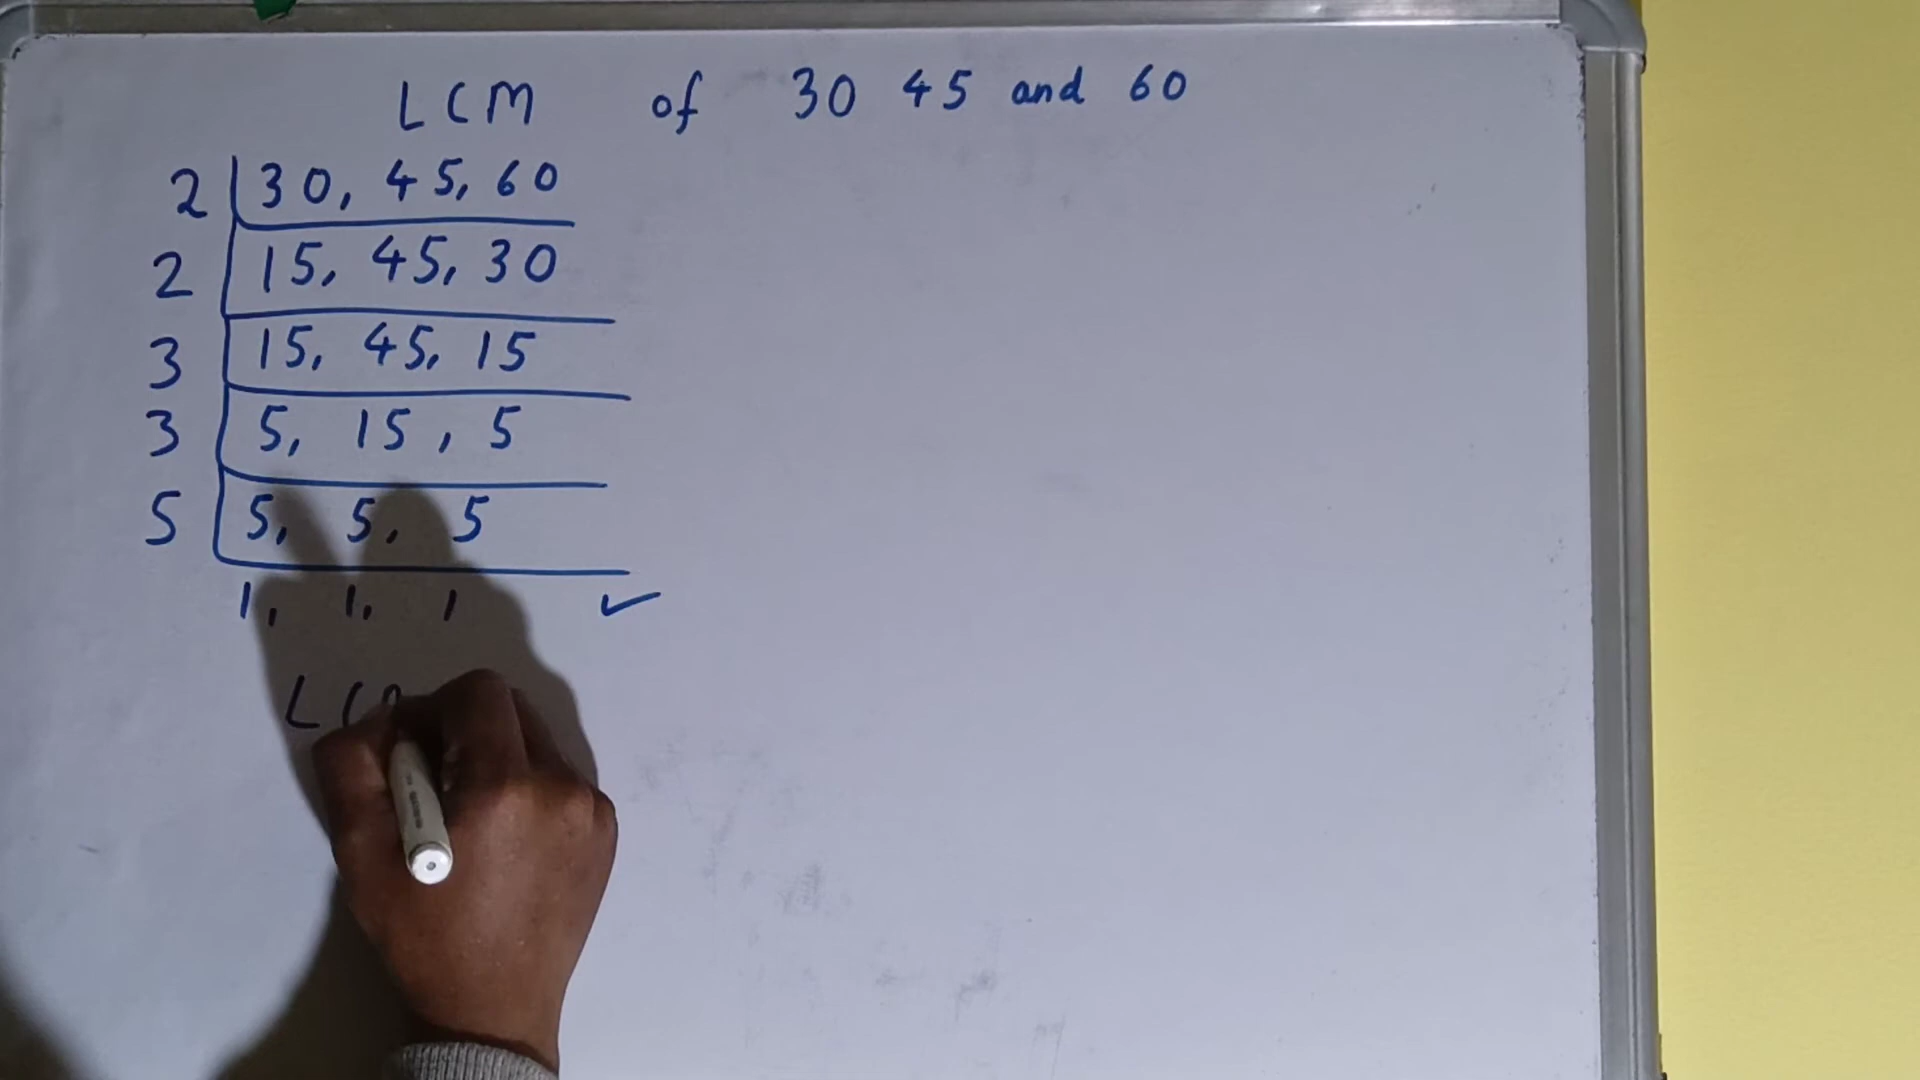 LCM of 30 45 and 60
2 30, 45, 60
2 15, 45, 30
3 15, 45, 15
3 5, 15, 5
5 5, 5, 5
1, 1, 1 ✓
LC